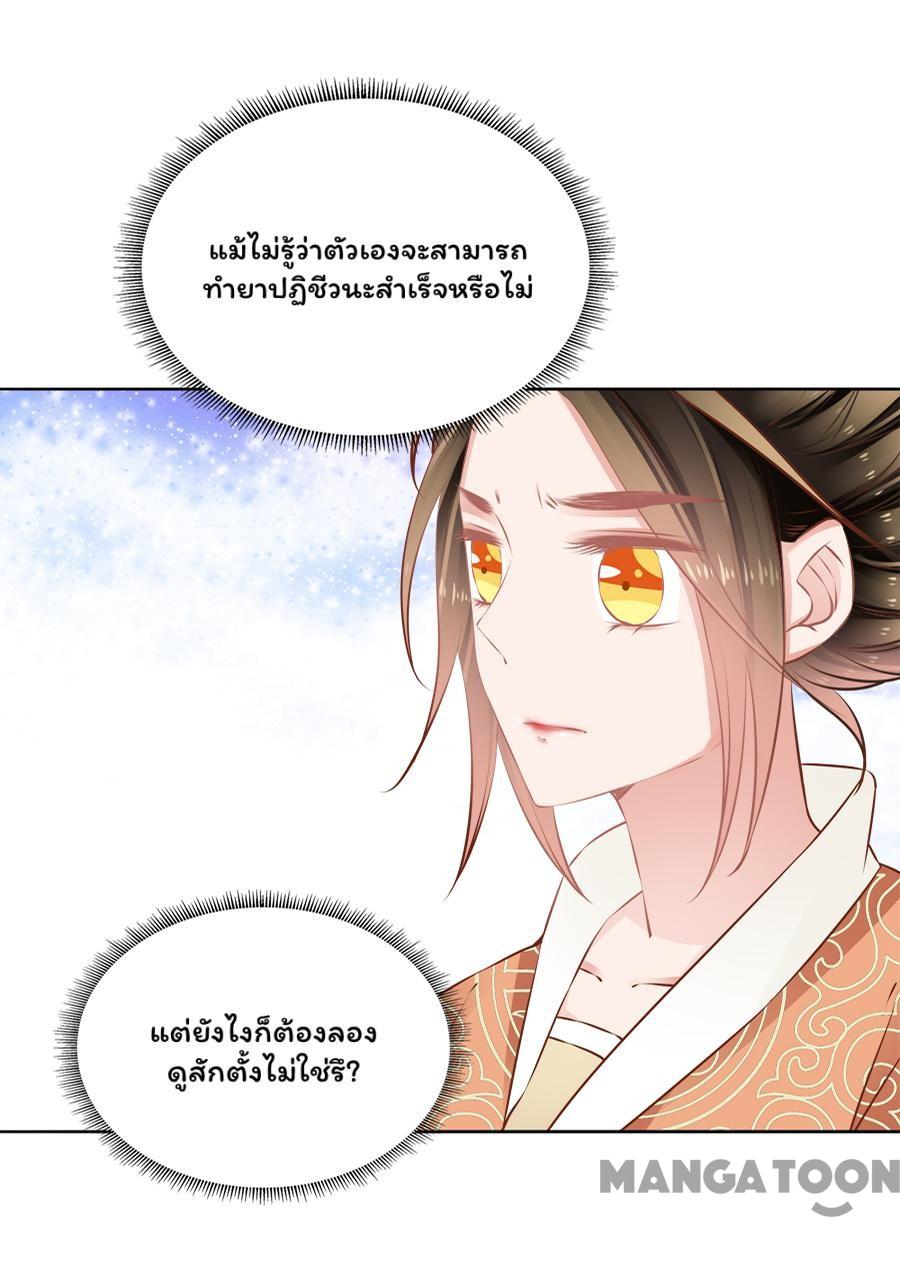 แม้ไม่รู้ว่าตัวเองจะสามารถ
ทำยาปฏิชีวนะสำเร็จหรือไม่
แต่ยังไงก็ต้องลอง
ดูสักตั้งไม่ใช่รึ?
MANGATOON